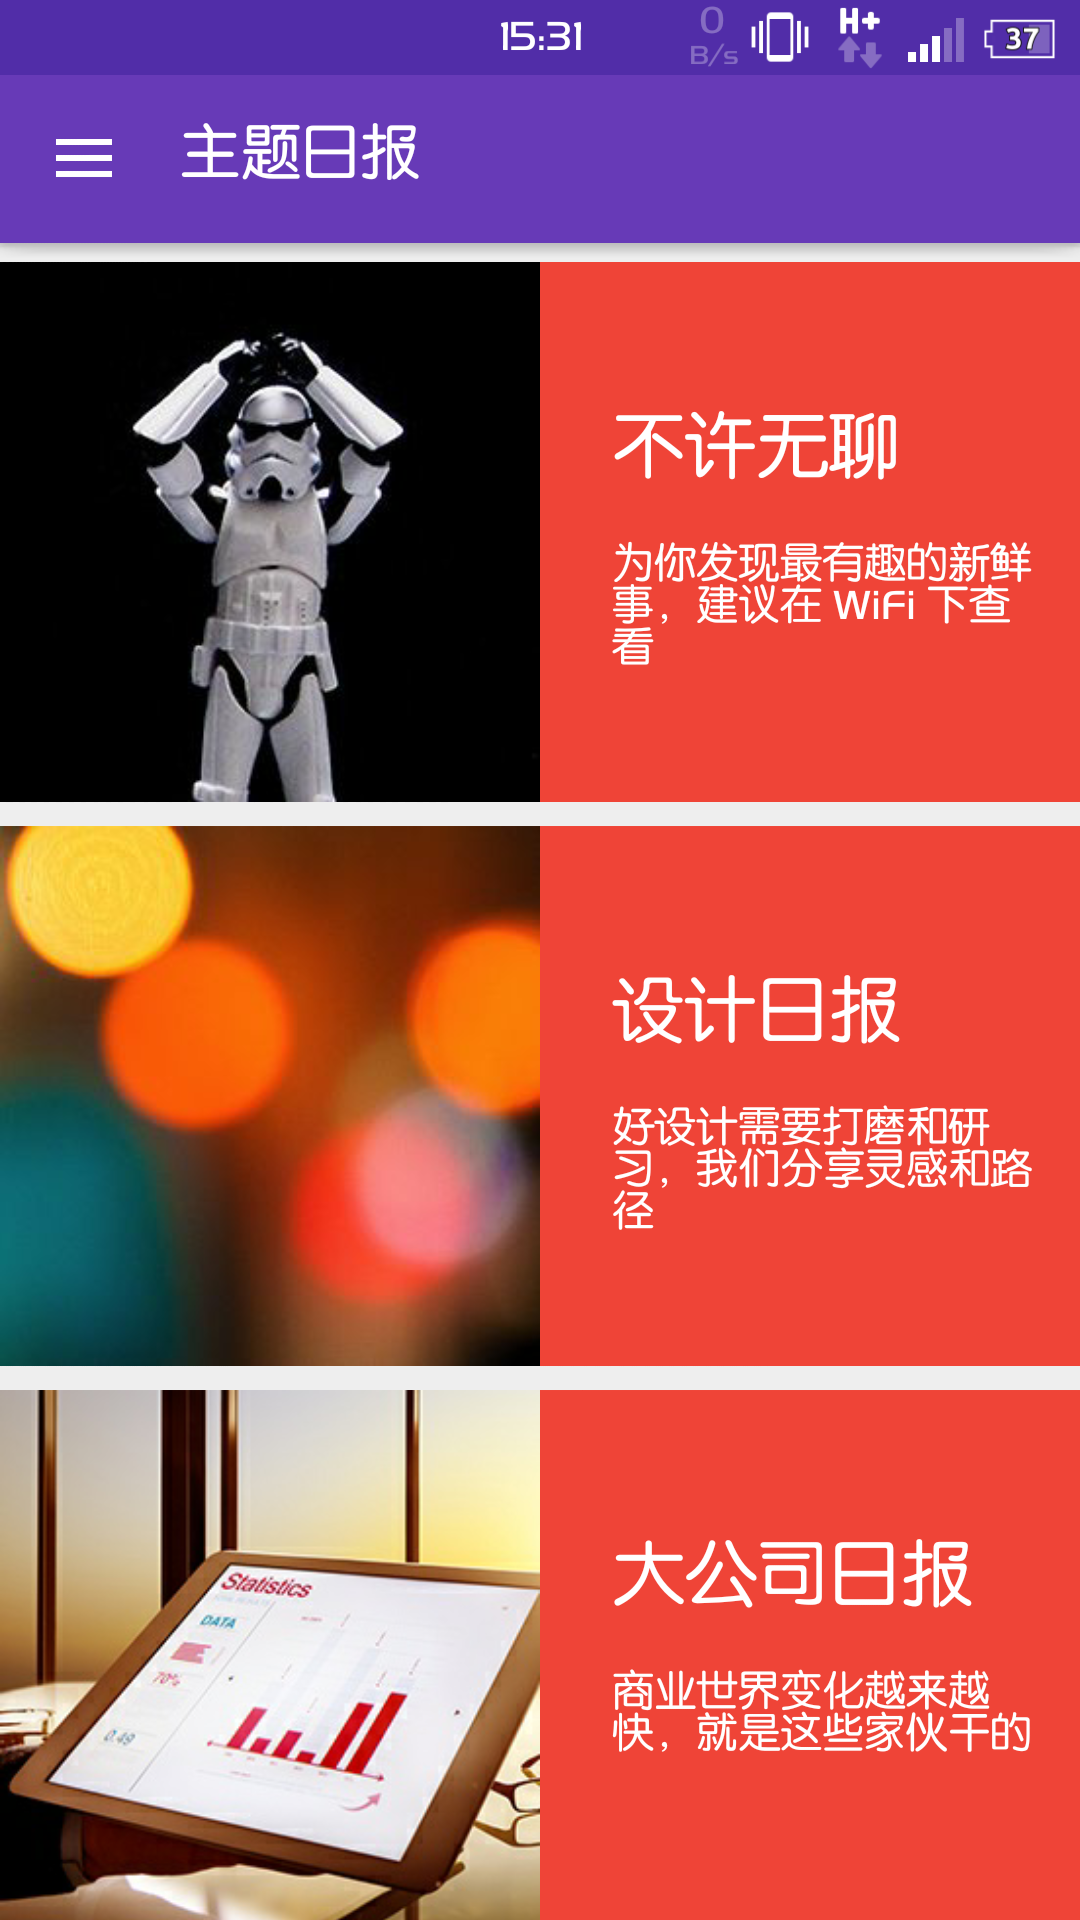 15:31
0
B/s
H+
37
主题日报
不许无聊
为你发现最有趣的新鲜
事，建议在 WiFi 下查
看
设计日报
好设计需要打磨和研
习，我们分享灵感和路
径
Statistics
DATA
70%
0.49
大公司日报
商业世界变化越来越
快，就是这些家伙干的